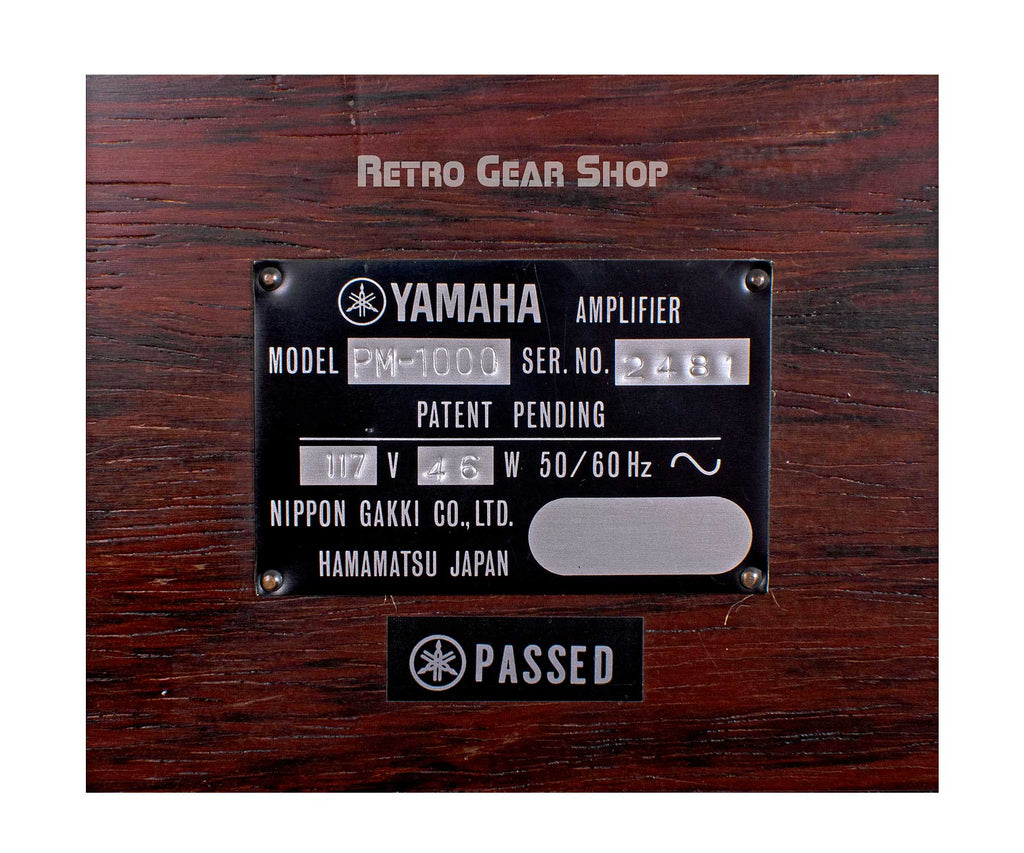 RETRO GEAR SHOP
YAMAHA AMPLIFIER
MODEL PM-1000 SER. NO. 2481
PATENT PENDING
117 V 46 W 50/60 Hz ~
NIPPON GAKKI CO., LTD.
HAMAMATSU JAPAN
PASSED